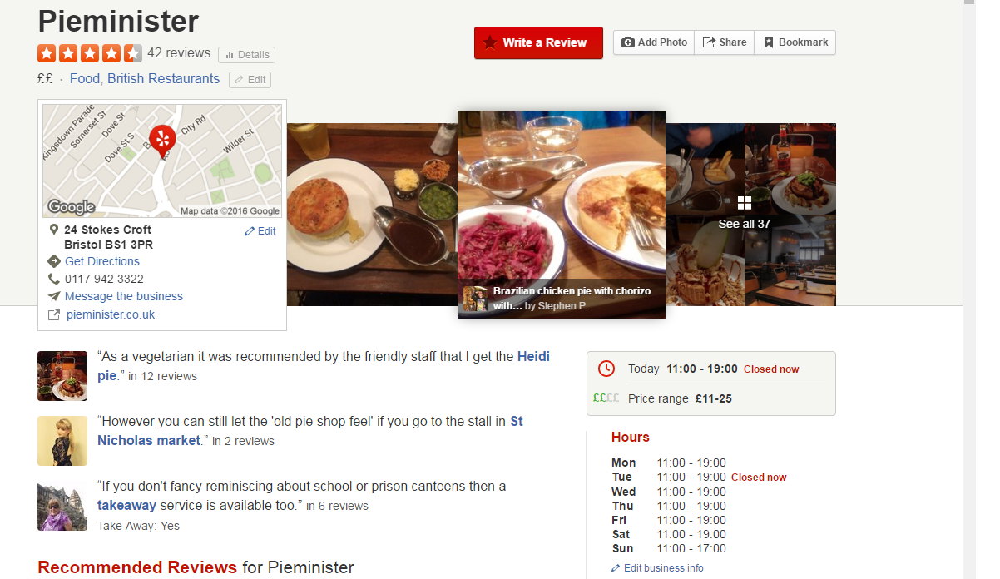 Pieminister
42 reviews
Details
Write a Review
Add Photo
Share
Bookmark
££ · Food, British Restaurants
Edit
Kingsdown Parade
Somerset St
Dove St
Dove St S
City Rd
Wilder St
Google
Map data ©2016 Google
24 Stokes Croft
Bristol BS1 3PR
Edit
Get Directions
0117 942 3322
Message the business
pieminister.co.uk
Brazilian chicken pie with chorizo
with... by Stephen P.
See all 37
“As a vegetarian it was recommended by the friendly staff that I get the Heidi
pie.” in 12 reviews
“However you can still let the 'old pie shop feel' if you go to the stall in St
Nicholas market.” in 2 reviews
“If you don't fancy reminiscing about school or prison canteens then a
takeaway service is available too.” in 6 reviews
Take Away: Yes
Recommended Reviews for Pieminister
Today 11:00 - 19:00 Closed now
££££ Price range £11-25
Hours
Mon 11:00 - 19:00
Tue 11:00 - 19:00 Closed now
Wed 11:00 - 19:00
Thu 11:00 - 19:00
Fri 11:00 - 19:00
Sat 11:00 - 19:00
Sun 11:00 - 17:00
Edit business info